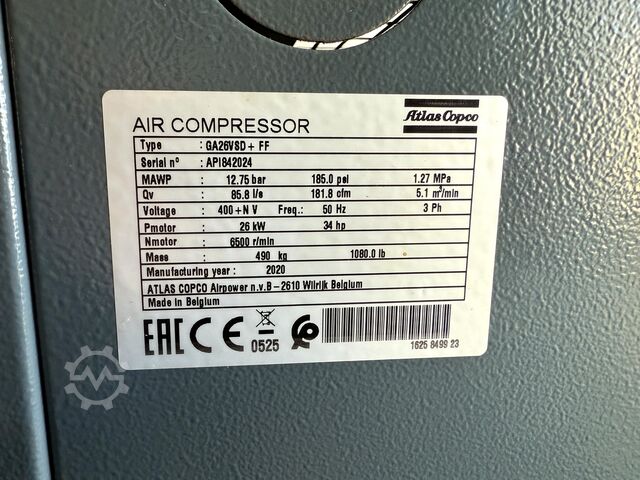 Atlas Copco
AIR COMPRESSOR
Type : GA26VSD+ FF
Serial nº : API842024
MAWP : 12.75 bar 185.0 psi 1.27 MPa
Qv : 85.8 l/s 181.8 cfm 5.1 m³/min
Voltage : 400+N V Freq.: 50 Hz 3 Ph
Pmotor : 26 kW 34 hp
Nmotor : 6500 r/min
Mass : 490 kg 1080.0 lb
Manufacturing year : 2020
ATLAS COPCO Airpower n.v.B-2610 Wilrijk Belgium
Made in Belgium
EAC CE 0525
1625 8499 23